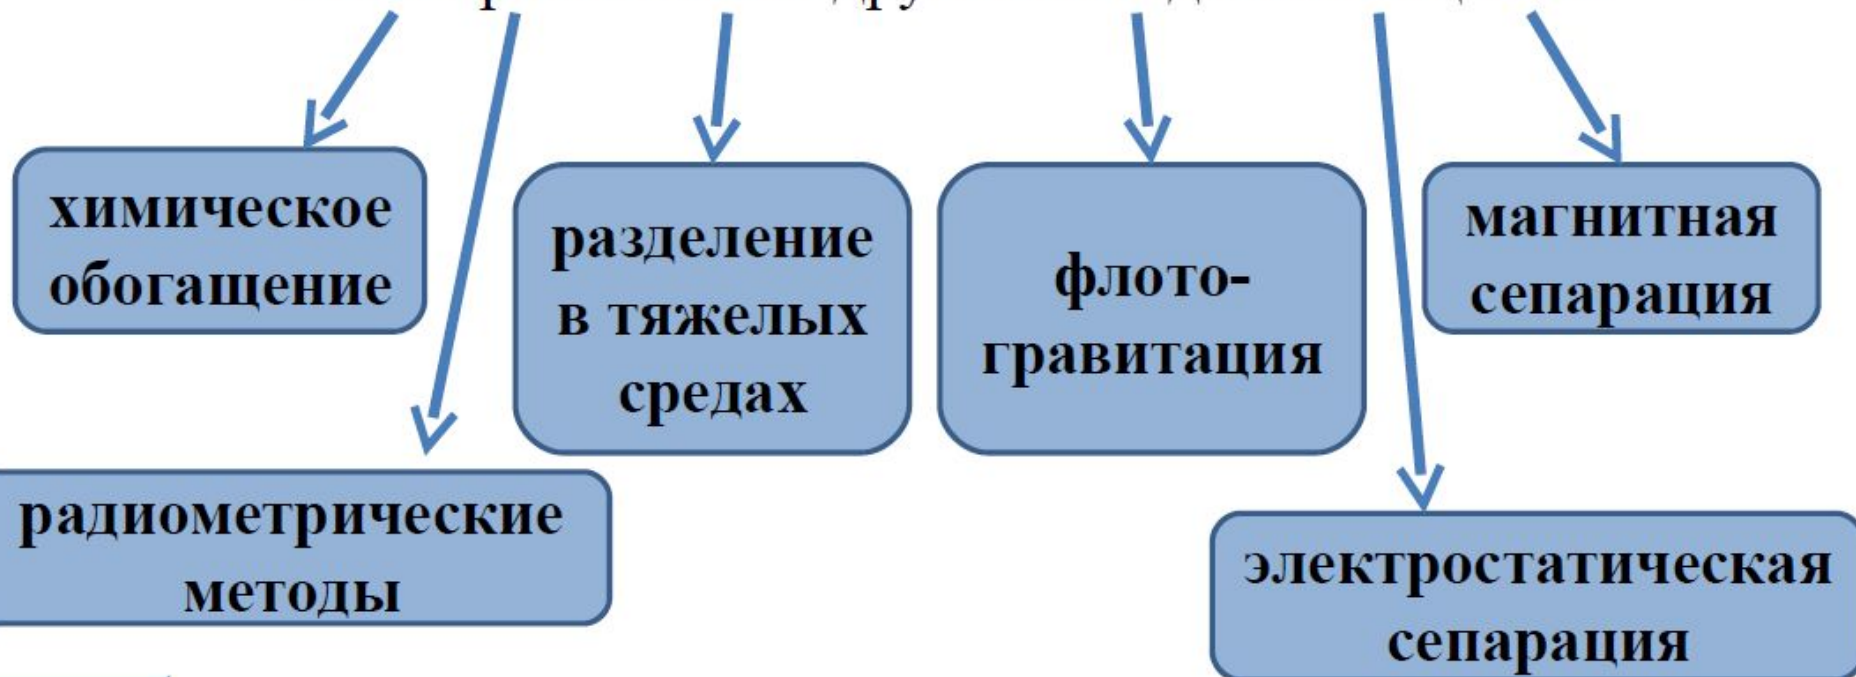 химическое
обогащение
разделение
в тяжелых
средах
флото-
гравитация
магнитная
сепарация
радиометрические
методы
электростатическая
сепарация